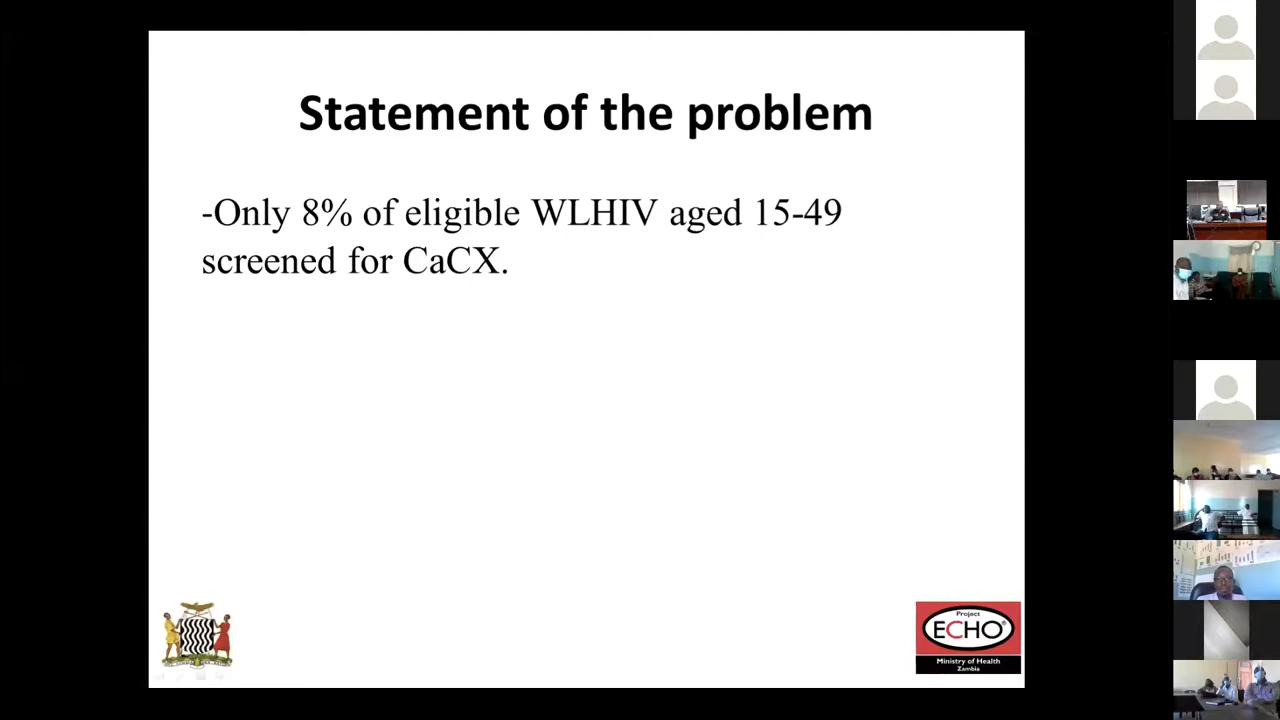 Statement of the problem
-Only 8% of eligible WLHIV aged 15-49
screened for CaCX.
Project
ECHO®
Ministry of Health
Zambia